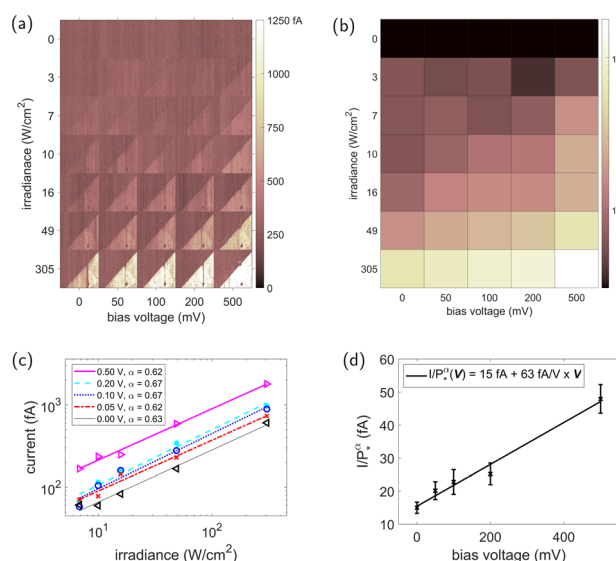 (a)
1250 fA
1000
750
500
250
0
0
3
7
10
16
49
305
irradianace (W/cm²)
0 50 100 200 500
bias voltage (mV)
(b)
0
3
7
10
16
49
305
irradiance (W/cm²)
0 50 100 200 500
bias voltage (mV)
(c)
0.50 V, α = 0.62
0.20 V, α = 0.67
0.10 V, α = 0.67
0.05 V, α = 0.62
0.00 V, α = 0.63
10³
10²
current (fA)
10¹ 10²
irradiance (W/cm²)
(d)
I/P*^α(V) = 15 fA + 63 fA/V x V
60
50
40
30
20
10
I/P*^α (fA)
0 200 400
bias voltage (mV)